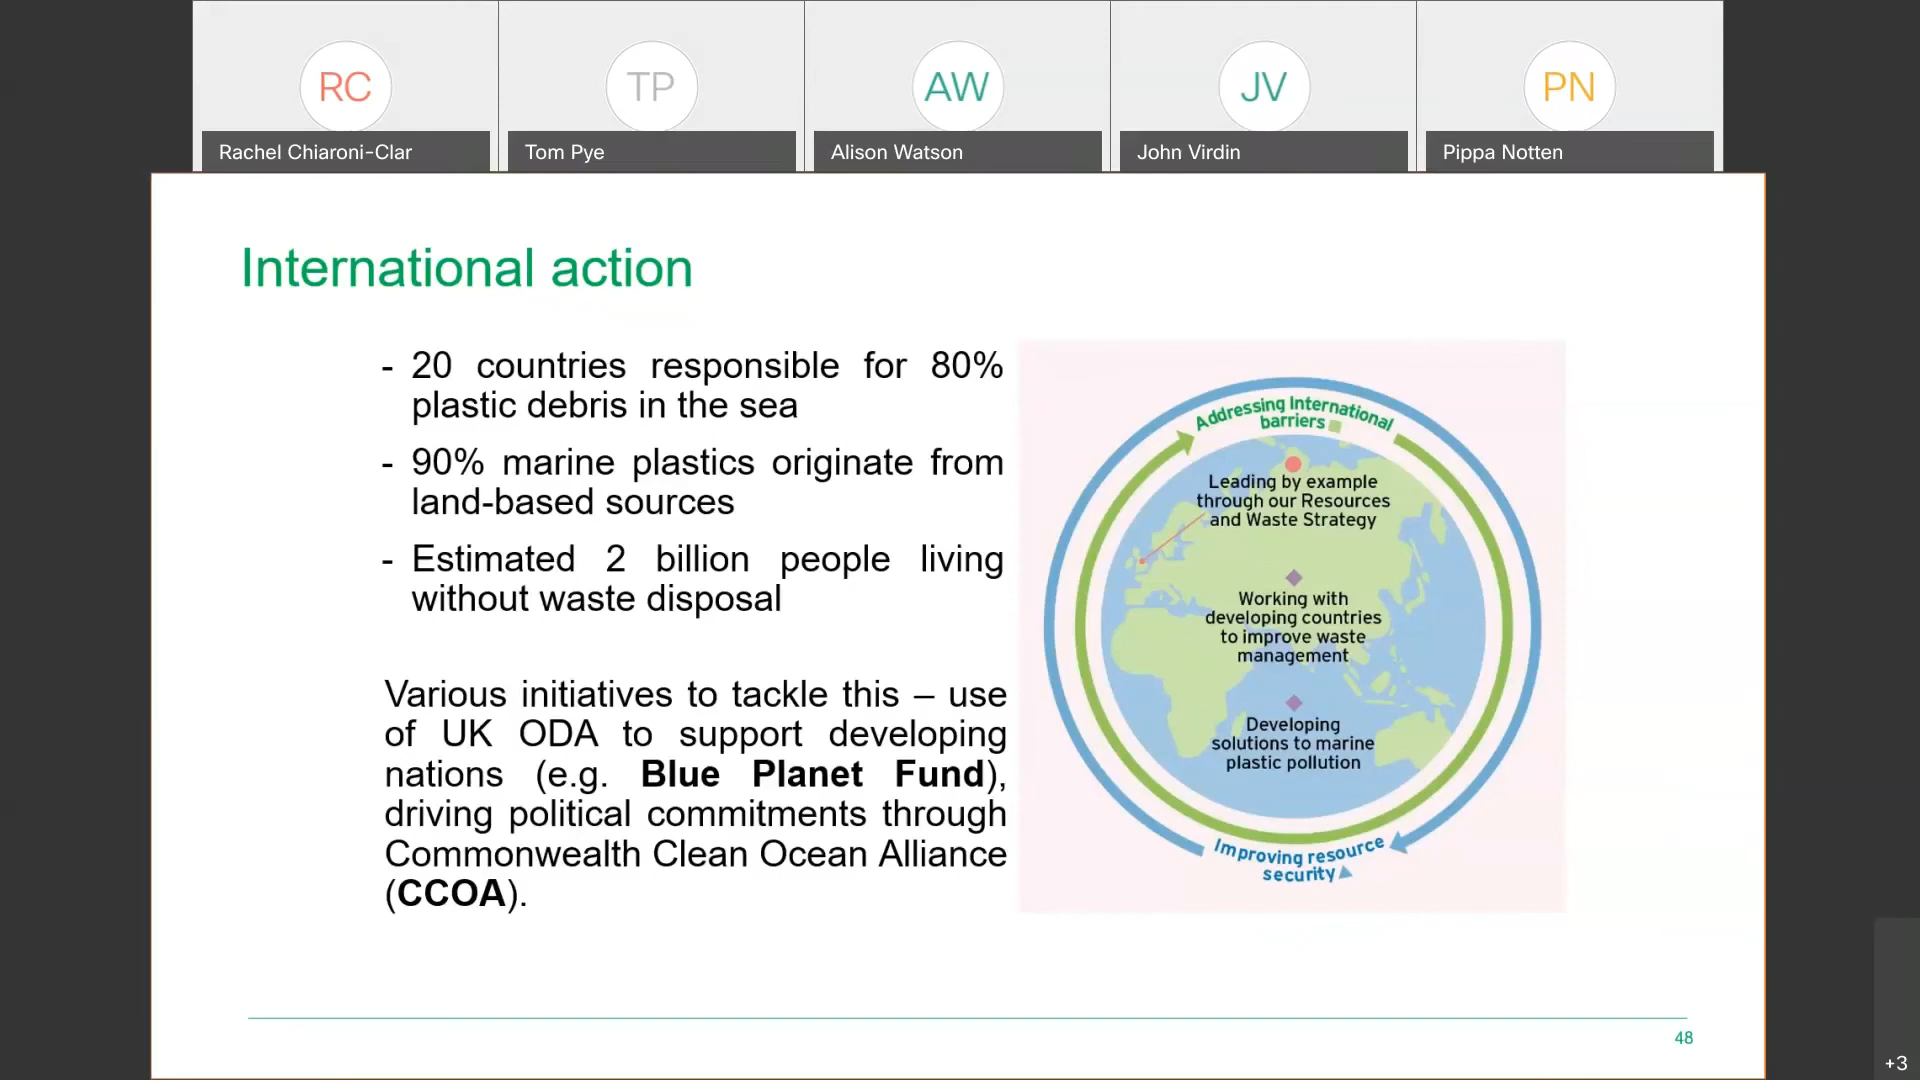 RC
TP
AW
JV
PN
Rachel Chiaroni-Clar
Tom Pye
Alison Watson
John Virdin
Pippa Notten
International action
- 20 countries responsible for 80%
plastic debris in the sea
- 90% marine plastics originate from
land-based sources
- Estimated 2 billion people living
without waste disposal
Various initiatives to tackle this – use
of UK ODA to support developing
nations (e.g. Blue Planet Fund),
driving political commitments through
Commonwealth Clean Ocean Alliance
(CCOA).
Addressing International
barriers
Leading by example
through our Resources
and Waste Strategy
Working with
developing countries
to improve waste
management
Developing
solutions to marine
plastic pollution
Improving resource
security
48
+3